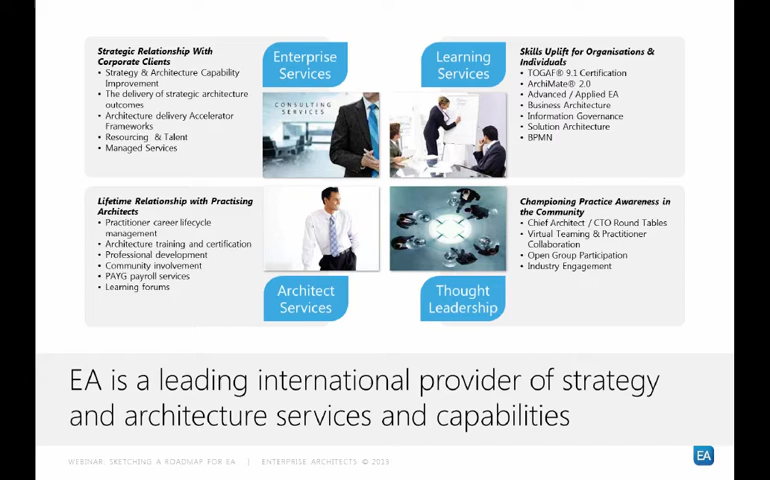 Strategic Relationship With
Corporate Clients
• Strategy & Architecture Capability
Improvement
• The delivery of strategic architecture
outcomes
• Architecture delivery Accelerator
Frameworks
• Resourcing & Talent
• Managed Services
Enterprise
Services
CONSULTING
SERVICES
Learning
Services
Skills Uplift for Organisations &
Individuals
• TOGAF® 9.1 Certification
• ArchiMate® 2.0
• Advanced / Applied EA
• Business Architecture
• Information Governance
• Solution Architecture
• BPMN
Lifetime Relationship with Practising
Architects
• Practitioner career lifecycle
management
• Architecture training and certification
• Professional development
• Community involvement
• PAYG payroll services
• Learning forums
Architect
Services
Thought
Leadership
Championing Practice Awareness in
the Community
• Chief Architect / CTO Round Tables
• Virtual Teaming & Practitioner
Collaboration
• Open Group Participation
• Industry Engagement
EA is a leading international provider of strategy
and architecture services and capabilities
WEBINAR: SKETCHING A ROADMAP FOR EA | ENTERPRISE ARCHITECTS © 2013
EA